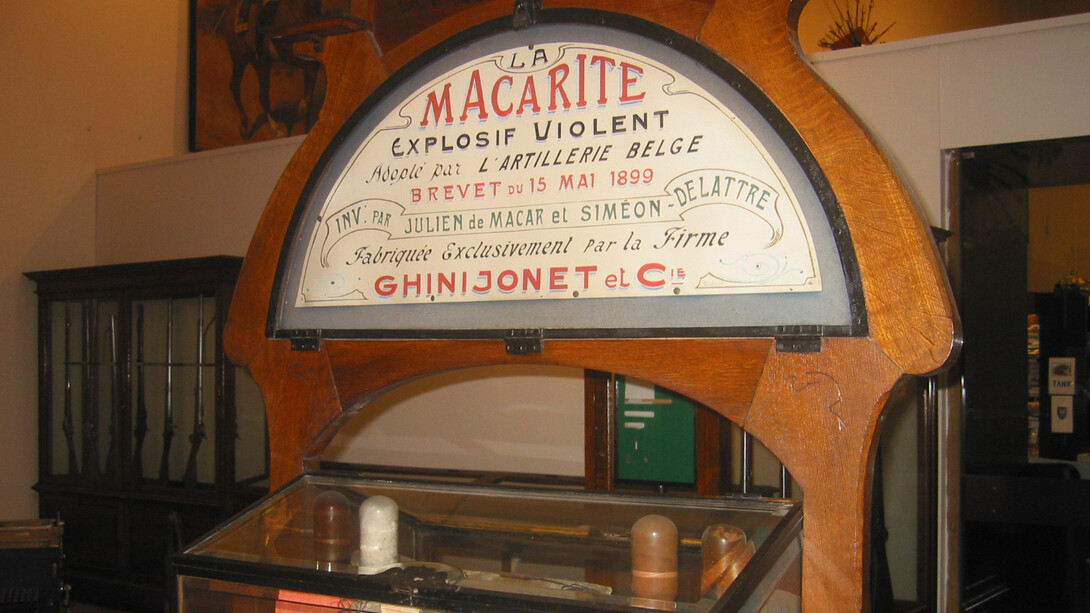 LA
MACARITE
EXPLOSIF VIOLENT
Adopté par L'ARTILLERIE BELGE
BREVET DU 15 MAI 1899
INV. PAR JULIEN de MACAR et SIMÉON-DELATTRE
Fabriquée Exclusivement par la Firme
GHINIJONET et CIE
TANK